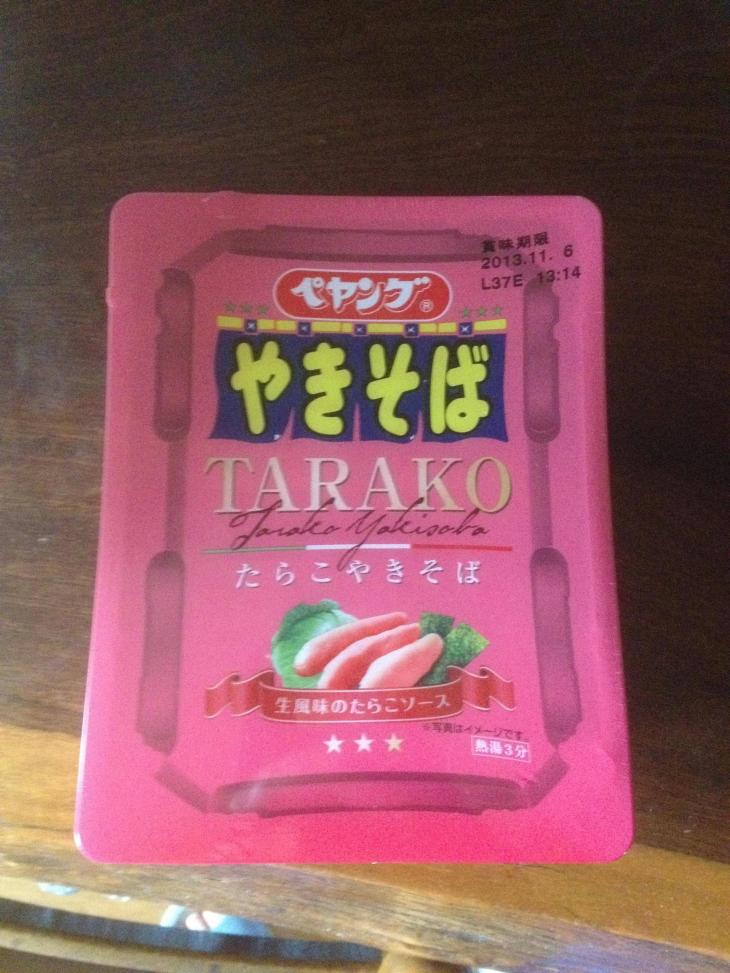 賞味期限
2013.11. 6
L37E 13:14
ペヤング®
やきそば
TARAKO
Tarako Yakisoba
たらこやきそば
生風味のたらこソース
※写真はイメージです。
熱湯3分